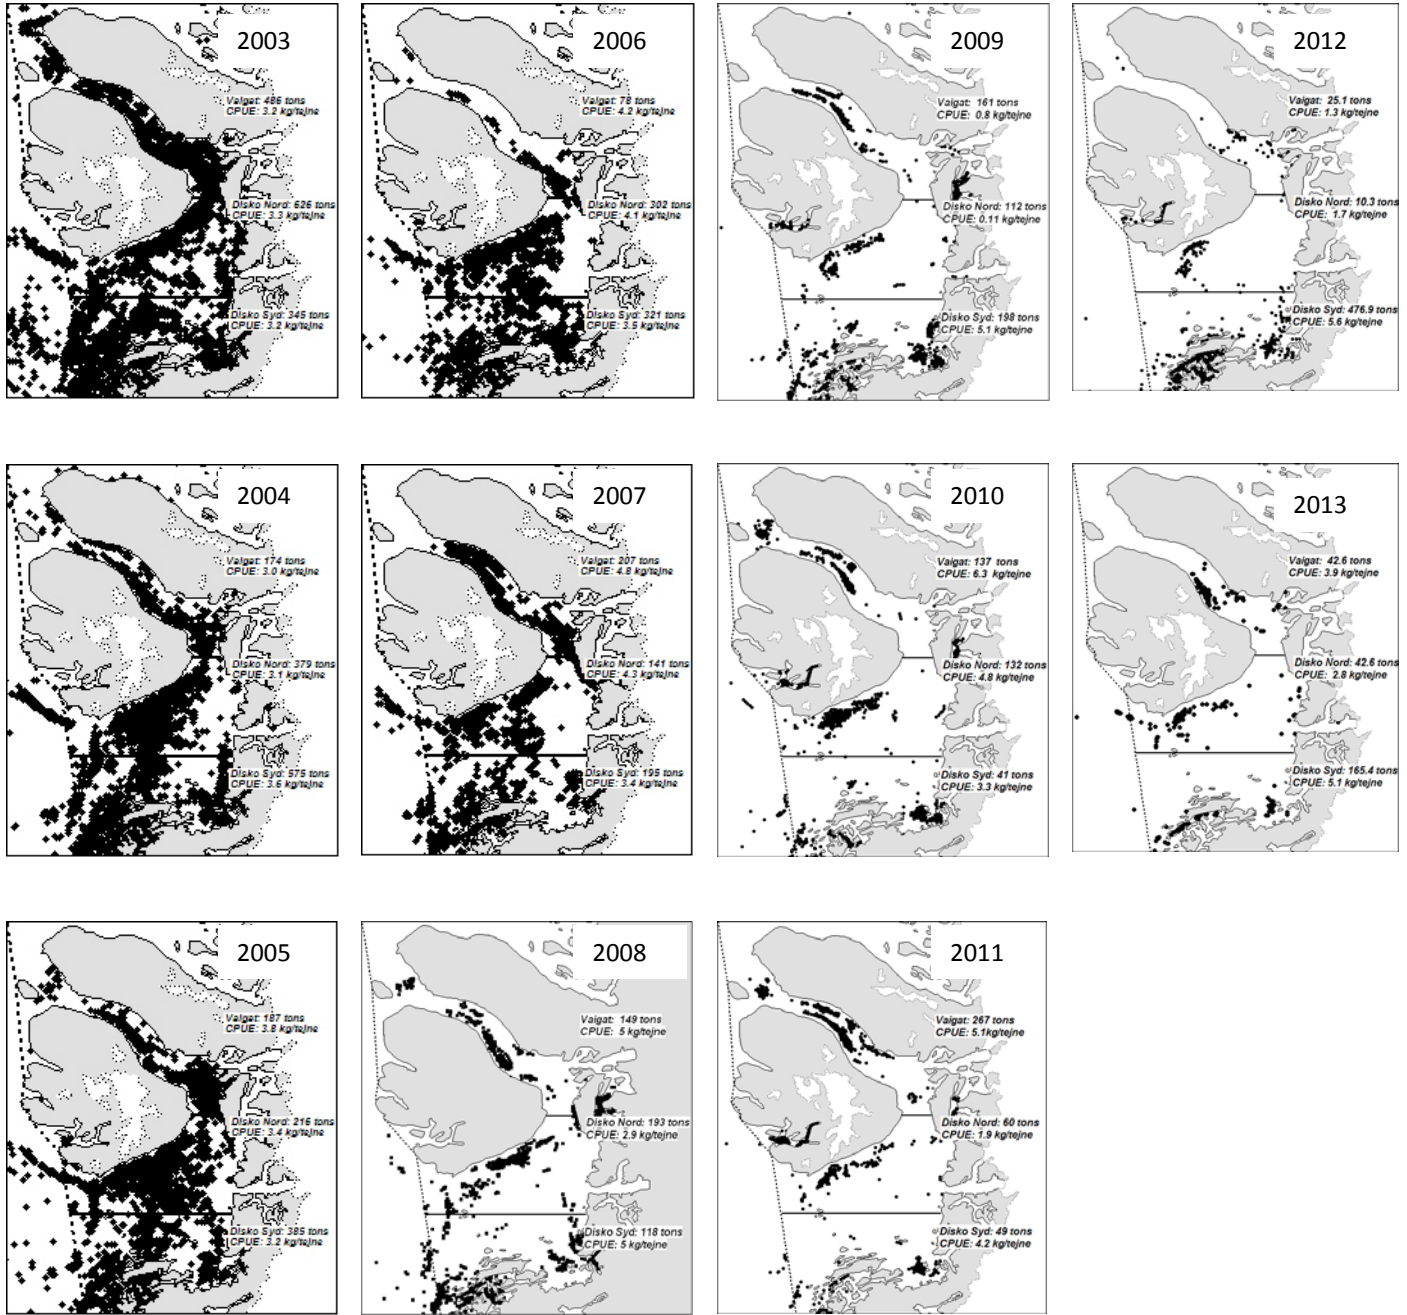 2003
Vaigat: 486 tons
CPUE: 3.2 kg/tejne
Disko Nord: 626 tons
CPUE: 3.3 kg/tejne
Disko Syd: 345 tons
CPUE: 3.2 kg/tejne
2006
Vaigat: 78 tons
CPUE: 4.2 kg/tejne
Disko Nord: 302 tons
CPUE: 4.1 kg/tejne
Disko Syd: 321 tons
CPUE: 3.5 kg/tejne
2009
Vaigat: 161 tons
CPUE: 0.8 kg/tejne
Disko Nord: 112 tons
CPUE: 0.11 kg/tejne
Disko Syd: 198 tons
CPUE: 5.1 kg/tejne
2012
Vaigat: 25.1 tons
CPUE: 1.3 kg/tejne
Disko Nord: 10.3 tons
CPUE: 1.7 kg/tejne
Disko Syd: 476.9 tons
CPUE: 5.6 kg/tejne
2004
Vaigat: 174 tons
CPUE: 3.0 kg/tejne
Disko Nord: 379 tons
CPUE: 3.1 kg/tejne
Disko Syd: 575 tons
CPUE: 3.6 kg/tejne
2007
Vaigat: 207 tons
CPUE: 4.8 kg/tejne
Disko Nord: 141 tons
CPUE: 4.3 kg/tejne
Disko Syd: 195 tons
CPUE: 3.4 kg/tejne
2010
Vaigat: 137 tons
CPUE: 6.3 kg/tejne
Disko Nord: 132 tons
CPUE: 4.8 kg/tejne
Disko Syd: 41 tons
CPUE: 3.3 kg/tejne
2013
Vaigat: 42.6 tons
CPUE: 3.9 kg/tejne
Disko Nord: 42.6 tons
CPUE: 2.8 kg/tejne
Disko Syd: 165.4 tons
CPUE: 5.1 kg/tejne
2005
Vaigat: 187 tons
CPUE: 3.8 kg/tejne
Disko Nord: 216 tons
CPUE: 3.4 kg/tejne
Disko Syd: 385 tons
CPUE: 3.2 kg/tejne
2008
Vaigat: 149 tons
CPUE: 5 kg/tejne
Disko Nord: 193 tons
CPUE: 2.9 kg/tejne
Disko Syd: 118 tons
CPUE: 5 kg/tejne
2011
Vaigat: 267 tons
CPUE: 5.1kg/tejne
Disko Nord: 60 tons
CPUE: 1.9 kg/tejne
Disko Syd: 49 tons
CPUE: 4.2 kg/tejne